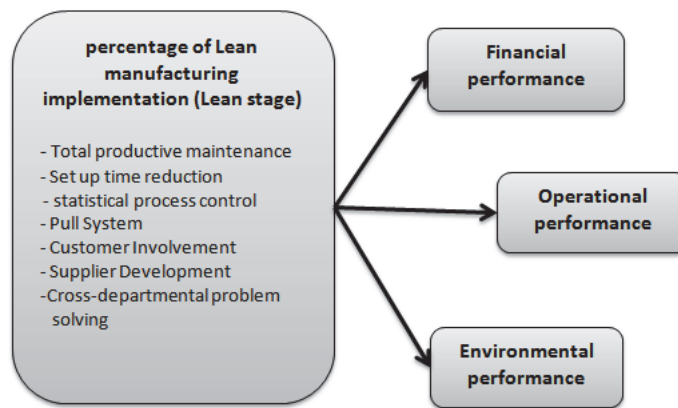 percentage of Lean
manufacturing
implementation (Lean stage)
- Total productive maintenance
- Set up time reduction
- statistical process control
- Pull System
- Customer Involvement
- Supplier Development
-Cross-departmental problem
solving
Financial
performance
Operational
performance
Environmental
performance